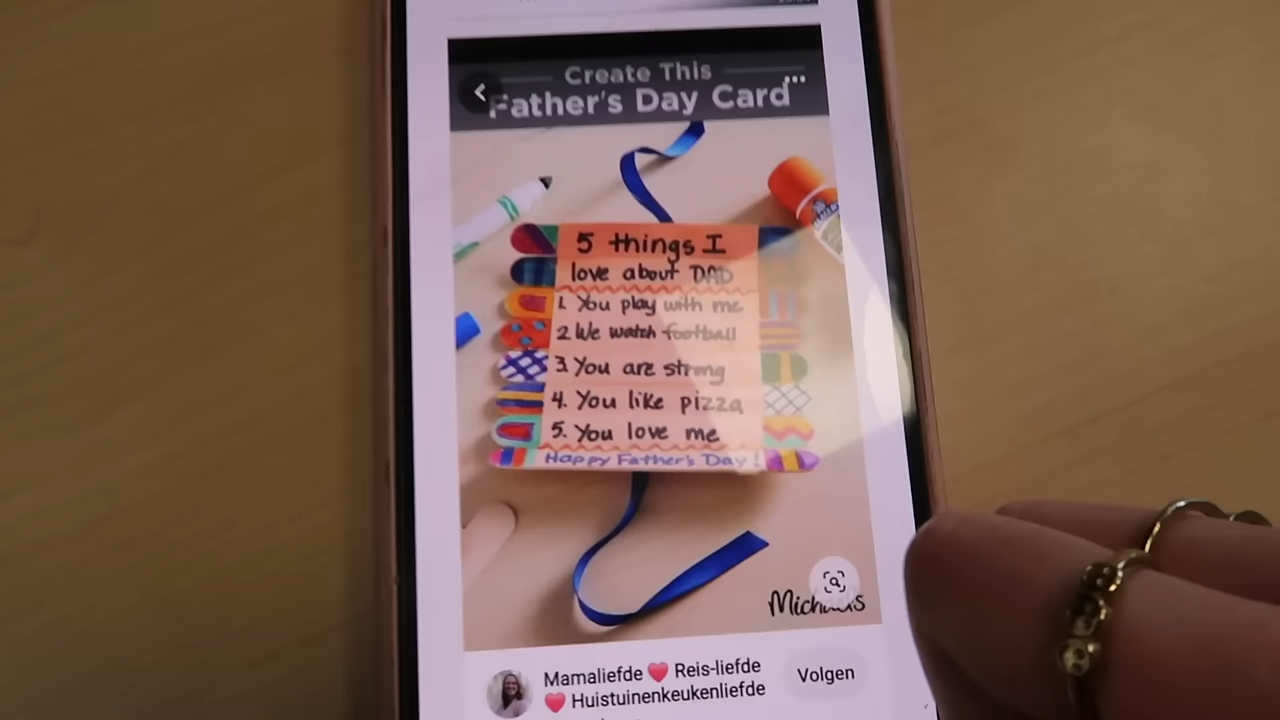 Create This
Father's Day Card
5 things I
love about DAD
1. You play with me
2. We watch football
3. You are strong
4. You like pizza
5. You love me
Happy Father's Day!
Michaels
Mamaliefde ❤️ Reis-liefde
❤️ Huistuinenkeukenliefde
Volgen